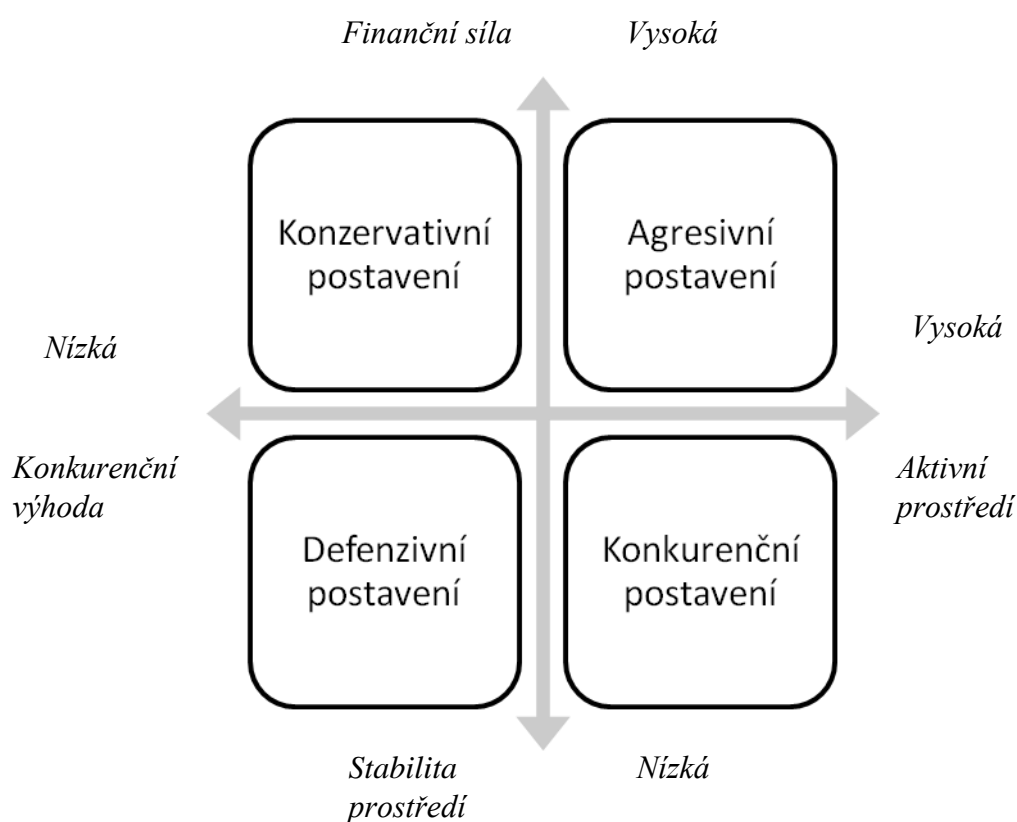 Finanční síla
Vysoká
Konzervativní
postavení
Agresivní
postavení
Nízká
Vysoká
Konkurenční
výhoda
Aktivní
prostředí
Defenzivní
postavení
Konkurenční
postavení
Stabilita
prostředí
Nízká